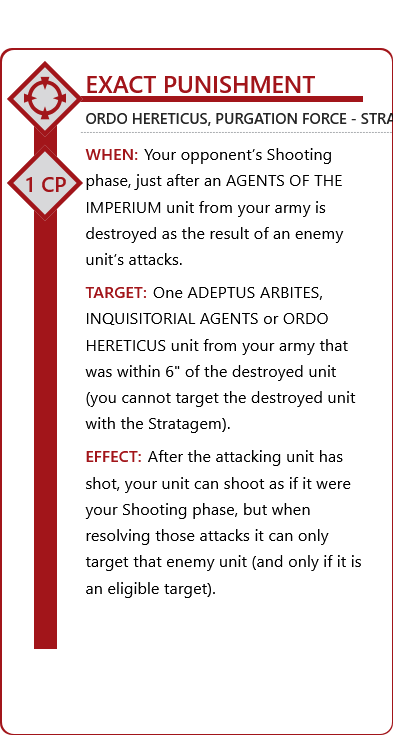 EXACT PUNISHMENT
ORDO HERETICUS, PURGATION FORCE - STRA
1 CP
WHEN: Your opponent’s Shooting
phase, just after an AGENTS OF THE
IMPERIUM unit from your army is
destroyed as the result of an enemy
unit’s attacks.
TARGET: One ADEPTUS ARBITES,
INQUISITORIAL AGENTS or ORDO
HERETICUS unit from your army that
was within 6" of the destroyed unit
(you cannot target the destroyed unit
with the Stratagem).
EFFECT: After the attacking unit has
shot, your unit can shoot as if it were
your Shooting phase, but when
resolving those attacks it can only
target that enemy unit (and only if it is
an eligible target).